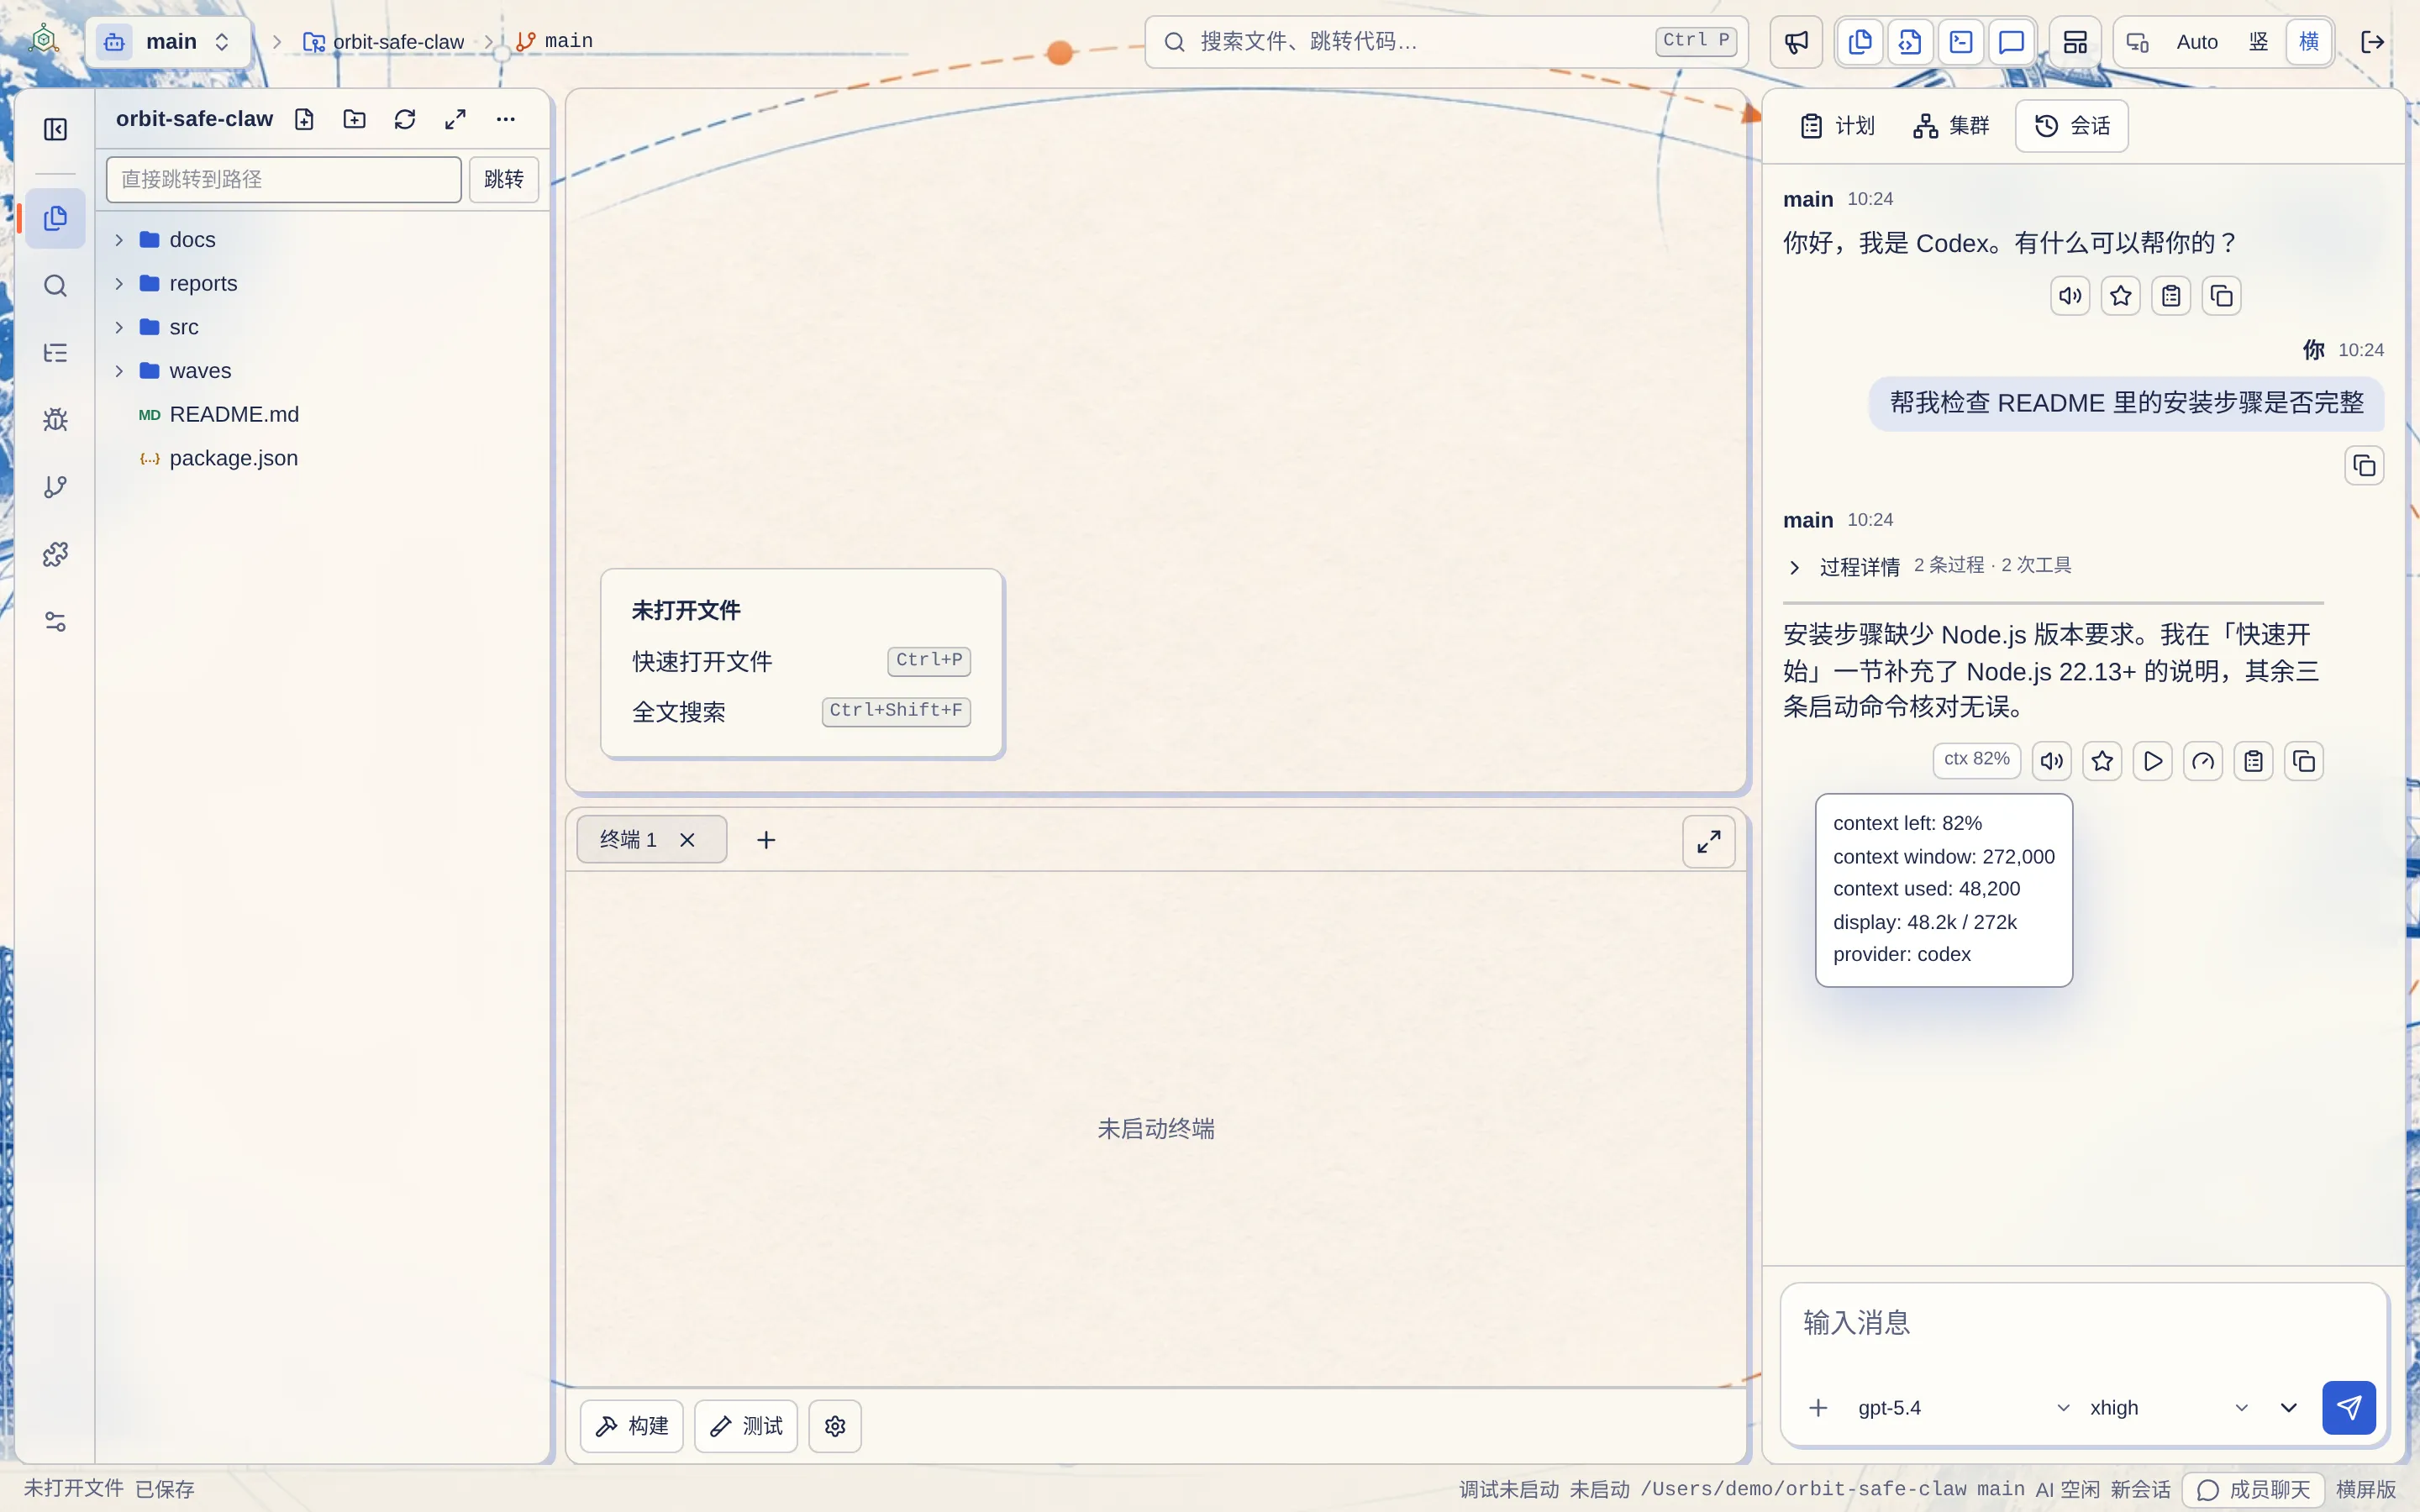 main
orbit-safe-claw
main
搜索文件、跳转代码...
Ctrl P
Auto
竖
横
orbit-safe-claw
直接跳转到路径
跳转
docs
reports
src
waves
MD README.md
{...} package.json
未打开文件
快速打开文件 Ctrl+P
全文搜索 Ctrl+Shift+F
终端 1
未启动终端
构建
测试
计划
集群
会话
main 10:24
你好，我是 Codex。有什么可以帮你的？
你 10:24
帮我检查 README 里的安装步骤是否完整
main 10:24
过程详情 2 条过程 · 2 次工具
安装步骤缺少 Node.js 版本要求。我在「快速开
始」一节补充了 Node.js 22.13+ 的说明，其余三
条启动命令核对无误。
ctx 82%
context left: 82%
context window: 272,000
context used: 48,200
display: 48.2k / 272k
provider: codex
输入消息
gpt-5.4
xhigh
未打开文件 已保存
调试未启动 未启动 /Users/demo/orbit-safe-claw main AI 空闲 新会话 成员聊天 横屏版